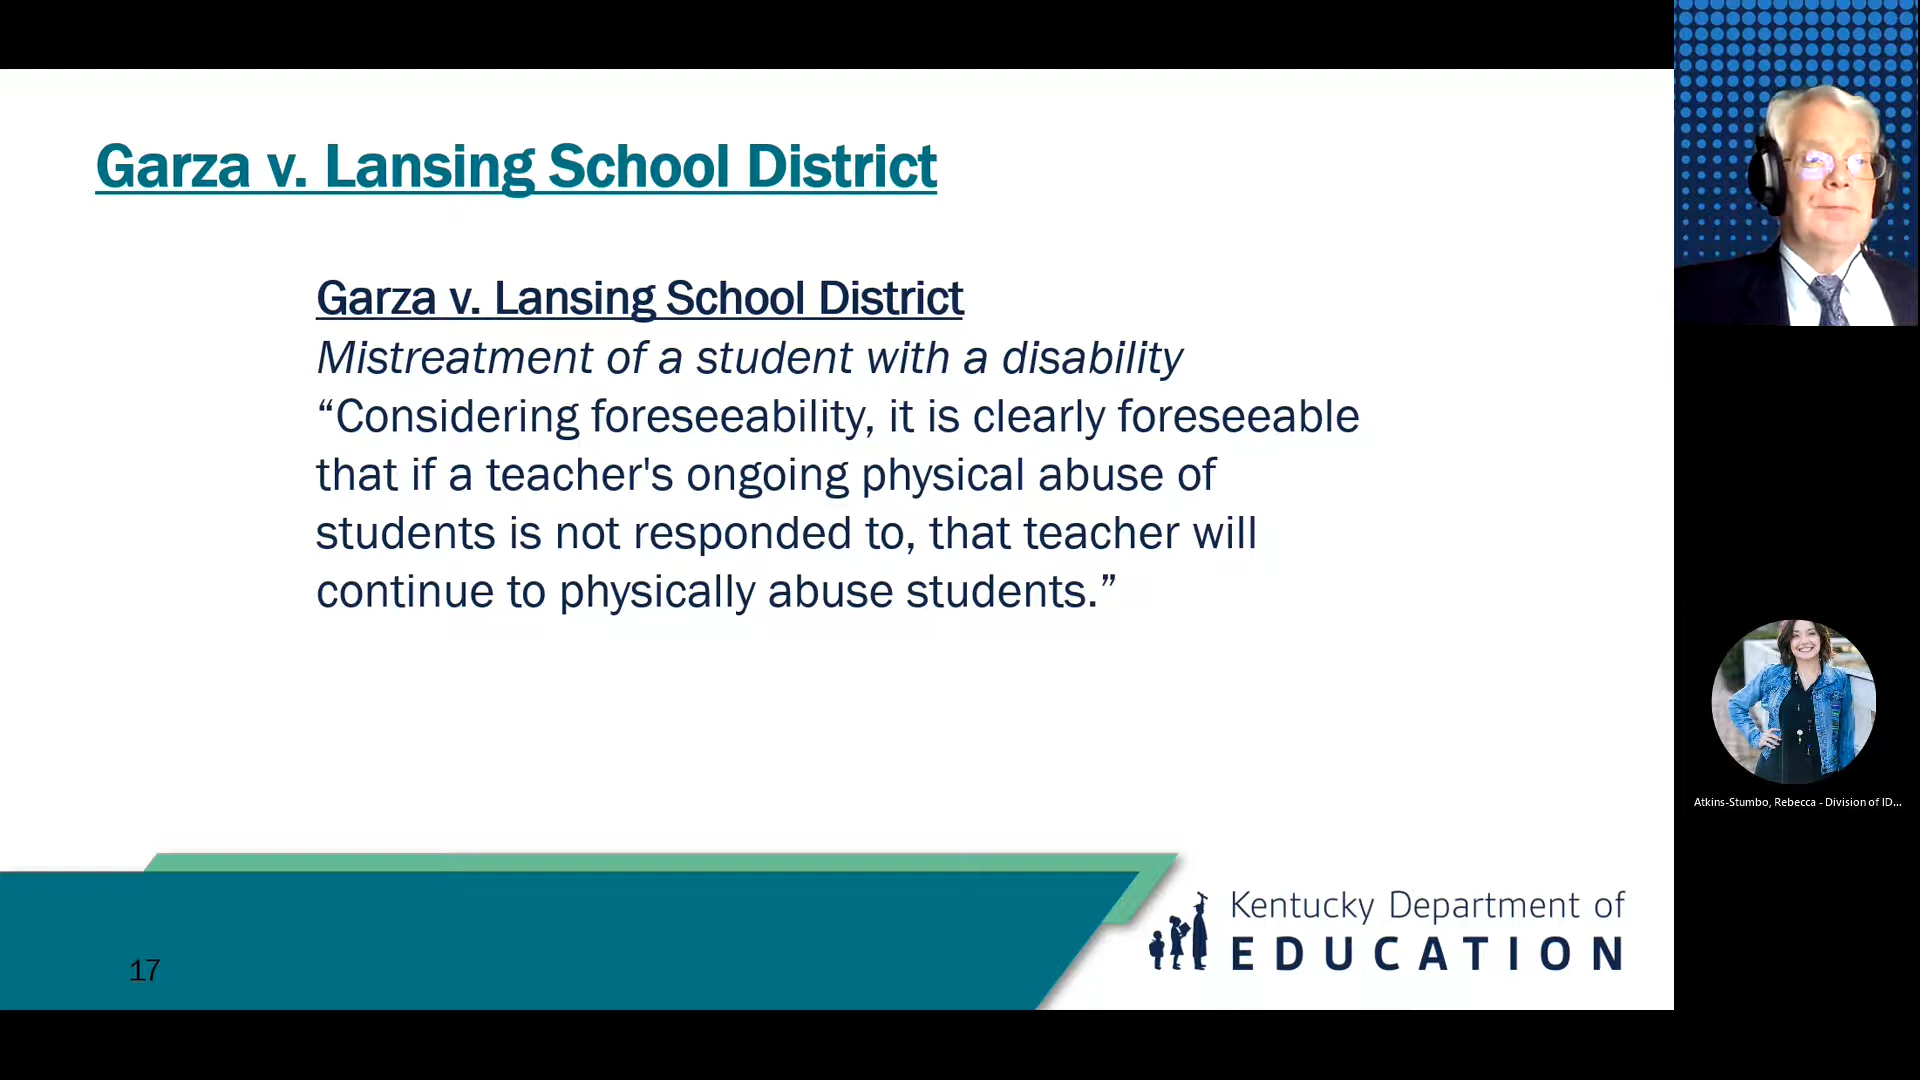 Garza v. Lansing School District
Garza v. Lansing School District
Mistreatment of a student with a disability
“Considering foreseeability, it is clearly foreseeable
that if a teacher's ongoing physical abuse of
students is not responded to, that teacher will
continue to physically abuse students.”
17
Kentucky Department of
EDUCATION
Atkins-Stumbo, Rebecca - Division of ID...